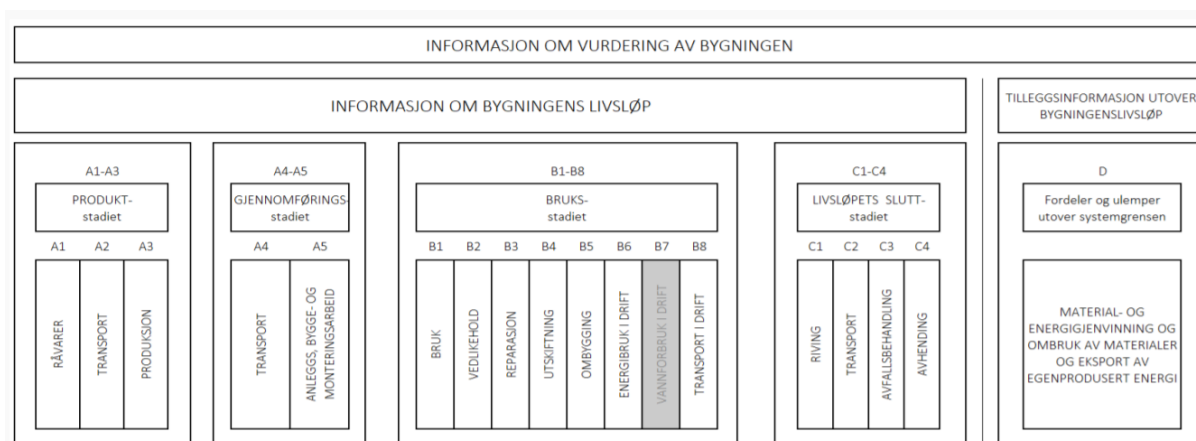 INFORMASJON OM VURDERING AV BYGNINGEN
INFORMASJON OM BYGNINGENS LIVSLØP
TILLEGGSINFORMASJON UTOVER
BYGNINGENSLIVSLØP
A1-A3
PRODUKT-
stadiet
A1 A2 A3
RÅVARER
TRANSPORT
PRODUKSJON
A4-A5
GJENNOMFØRINGS-
stadiet
A4 A5
TRANSPORT
ANLEGGS, BYGGE- OG
MONTERINGSARBEID
B1-B8
BRUKS-
stadiet
B1 B2 B3 B4 B5 B6 B7 B8
BRUK
VEDLIKEHOLD
REPARASJON
UTSKIFTNING
OMBYGGING
ENERGIBRUK I DRIFT
VANNFORBRUK I DRIFT
TRANSPORT I DRIFT
C1-C4
LIVSLØPETS SLUTT-
stadiet
C1 C2 C3 C4
RIVING
TRANSPORT
AVFALLSBEHANDLING
AVHENDING
D
Fordeler og ulemper
utover systemgrensen
MATERIAL- OG
ENERGIGJENVINNING OG
OMBRUK AV MATERIALER
OG EKSPORT AV
EGENPRODUSERT ENERGI